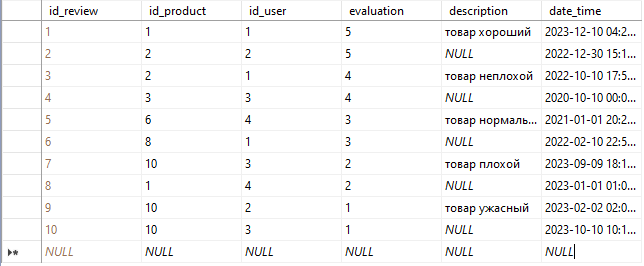 id_review id_product id_user evaluation description date_time
1 1 1 5 товар хороший 2023-12-10 04:2...
2 2 2 5 NULL 2022-12-30 15:1...
3 2 1 4 товар неплохой 2022-10-10 17:5...
4 3 3 4 NULL 2020-10-10 00:0...
5 6 4 3 товар нормаль... 2021-01-01 20:2...
6 8 1 3 NULL 2022-02-10 22:5...
7 10 3 2 товар плохой 2023-09-09 18:1...
8 1 4 2 NULL 2023-01-01 01:0...
9 10 2 1 товар ужасный 2023-02-02 02:0...
10 10 3 1 NULL 2023-10-10 10:1...
NULL NULL NULL NULL NULL NULL